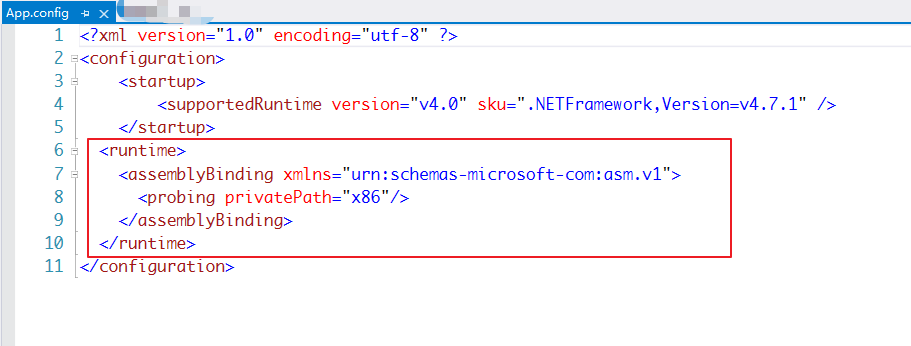 App.config
1 <?xml version="1.0" encoding="utf-8" ?>
2 <configuration>
3 <startup>
4 <supportedRuntime version="v4.0" sku=".NETFramework,Version=v4.7.1" />
5 </startup>
6 <runtime>
7 <assemblyBinding xmlns="urn:schemas-microsoft-com:asm.v1">
8 <probing privatePath="x86"/>
9 </assemblyBinding>
10 </runtime>
11 </configuration>